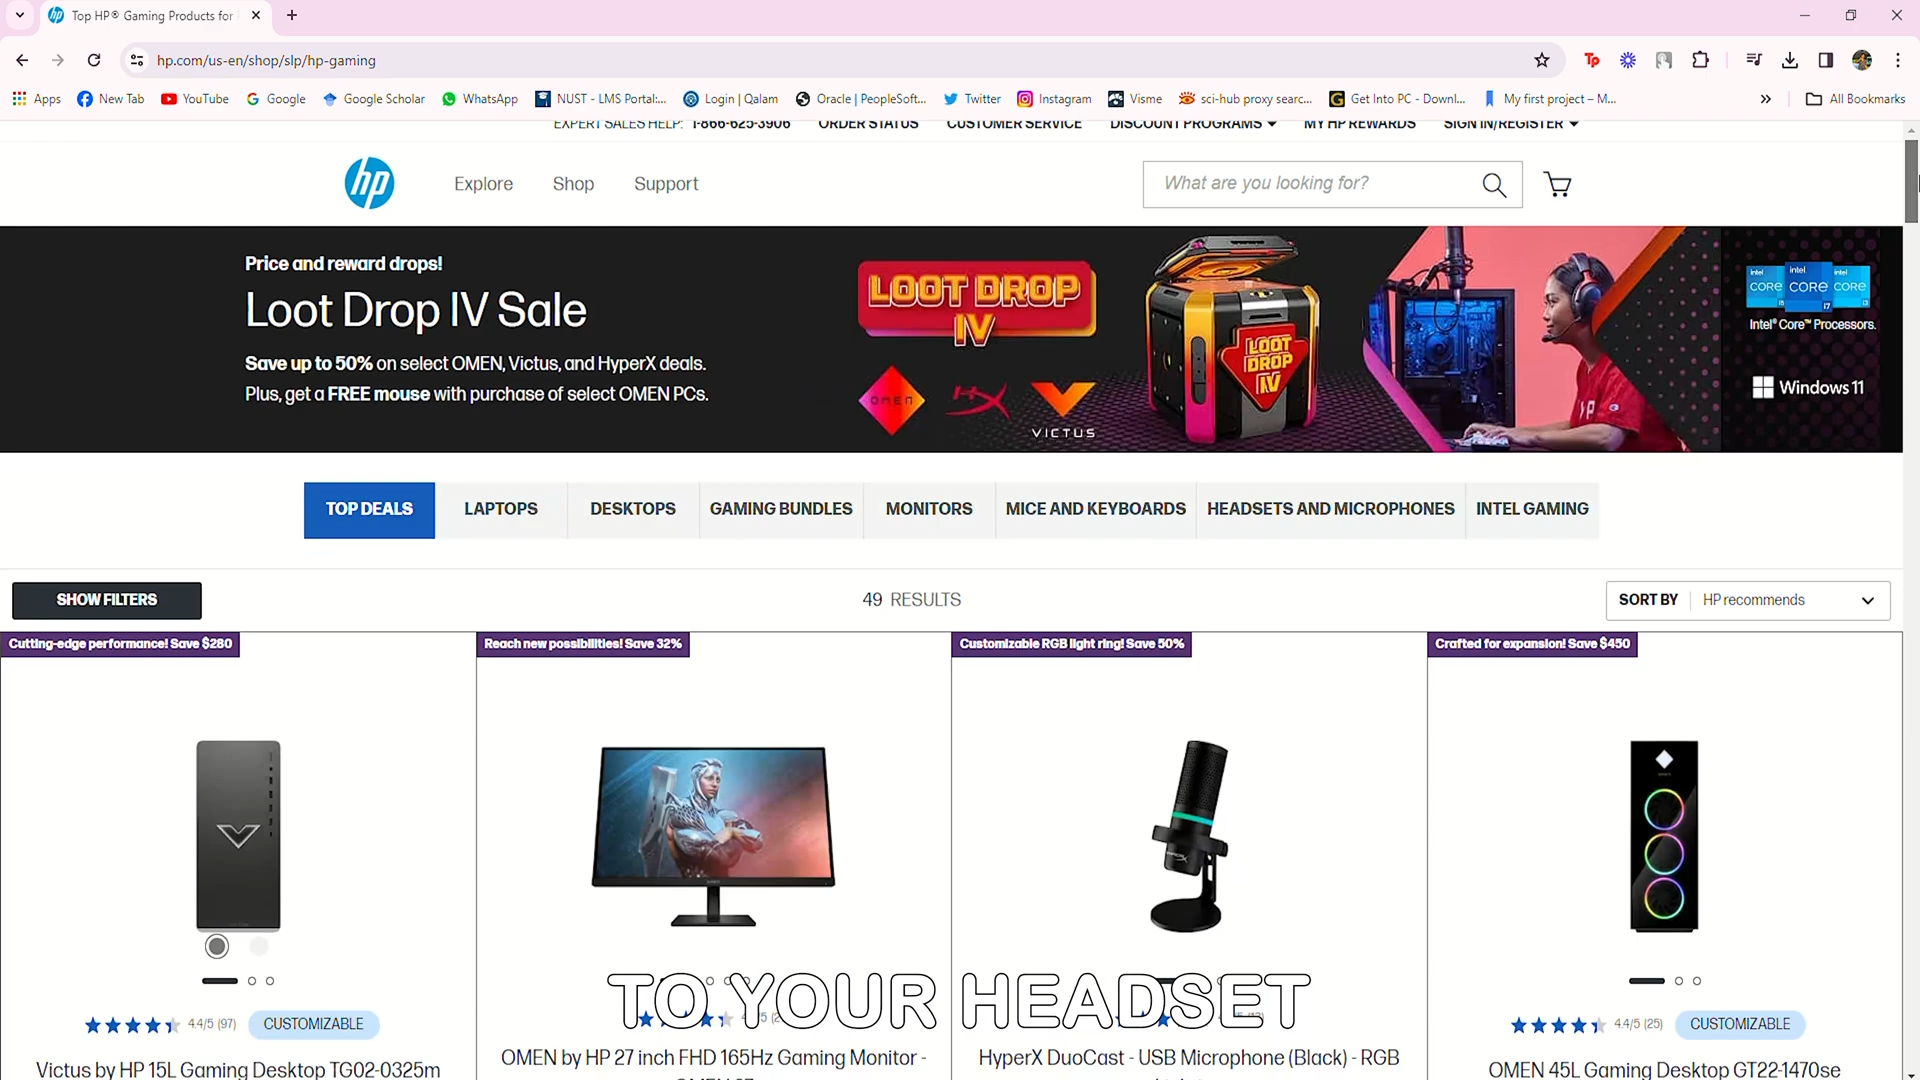 Top HP® Gaming Products for
hp.com/us-en/shop/slp/hp-gaming
Apps
New Tab
YouTube
Google
Google Scholar
WhatsApp
NUST - LMS Portal:...
Login | Qalam
Oracle | PeopleSoft...
Twitter
Instagram
Visme
sci-hub proxy searc...
Get Into PC - Downl...
My first project – M...
All Bookmarks
EXPERT SALES HELP: 1-866-625-3906
ORDER STATUS
CUSTOMER SERVICE
DISCOUNT PROGRAMS
MY HP REWARDS
SIGN IN/REGISTER
hp
Explore
Shop
Support
What are you looking for?
Price and reward drops!
Loot Drop IV Sale
Save up to 50% on select OMEN, Victus, and HyperX deals.
Plus, get a FREE mouse with purchase of select OMEN PCs.
LOOT DROP
IV
OMEN
HX
VICTUS
LOOT
DROP
IV
intel
CORE
i5
intel
CORE
i7
intel
CORE
i3
Intel® Core™ Processors.
Windows 11
TOP DEALS
LAPTOPS
DESKTOPS
GAMING BUNDLES
MONITORS
MICE AND KEYBOARDS
HEADSETS AND MICROPHONES
INTEL GAMING
SHOW FILTERS
49 RESULTS
SORT BY
HP recommends
Cutting-edge performance! Save $280
Reach new possibilities! Save 32%
Customizable RGB light ring! Save 50%
Crafted for expansion! Save $450
TO YOUR HEADSET
4.4/5 (97)
CUSTOMIZABLE
4.4/5 (25)
CUSTOMIZABLE
Victus by HP 15L Gaming Desktop TG02-0325m
OMEN by HP 27 inch FHD 165Hz Gaming Monitor -
HyperX DuoCast - USB Microphone (Black) - RGB
OMEN 45L Gaming Desktop GT22-1470se